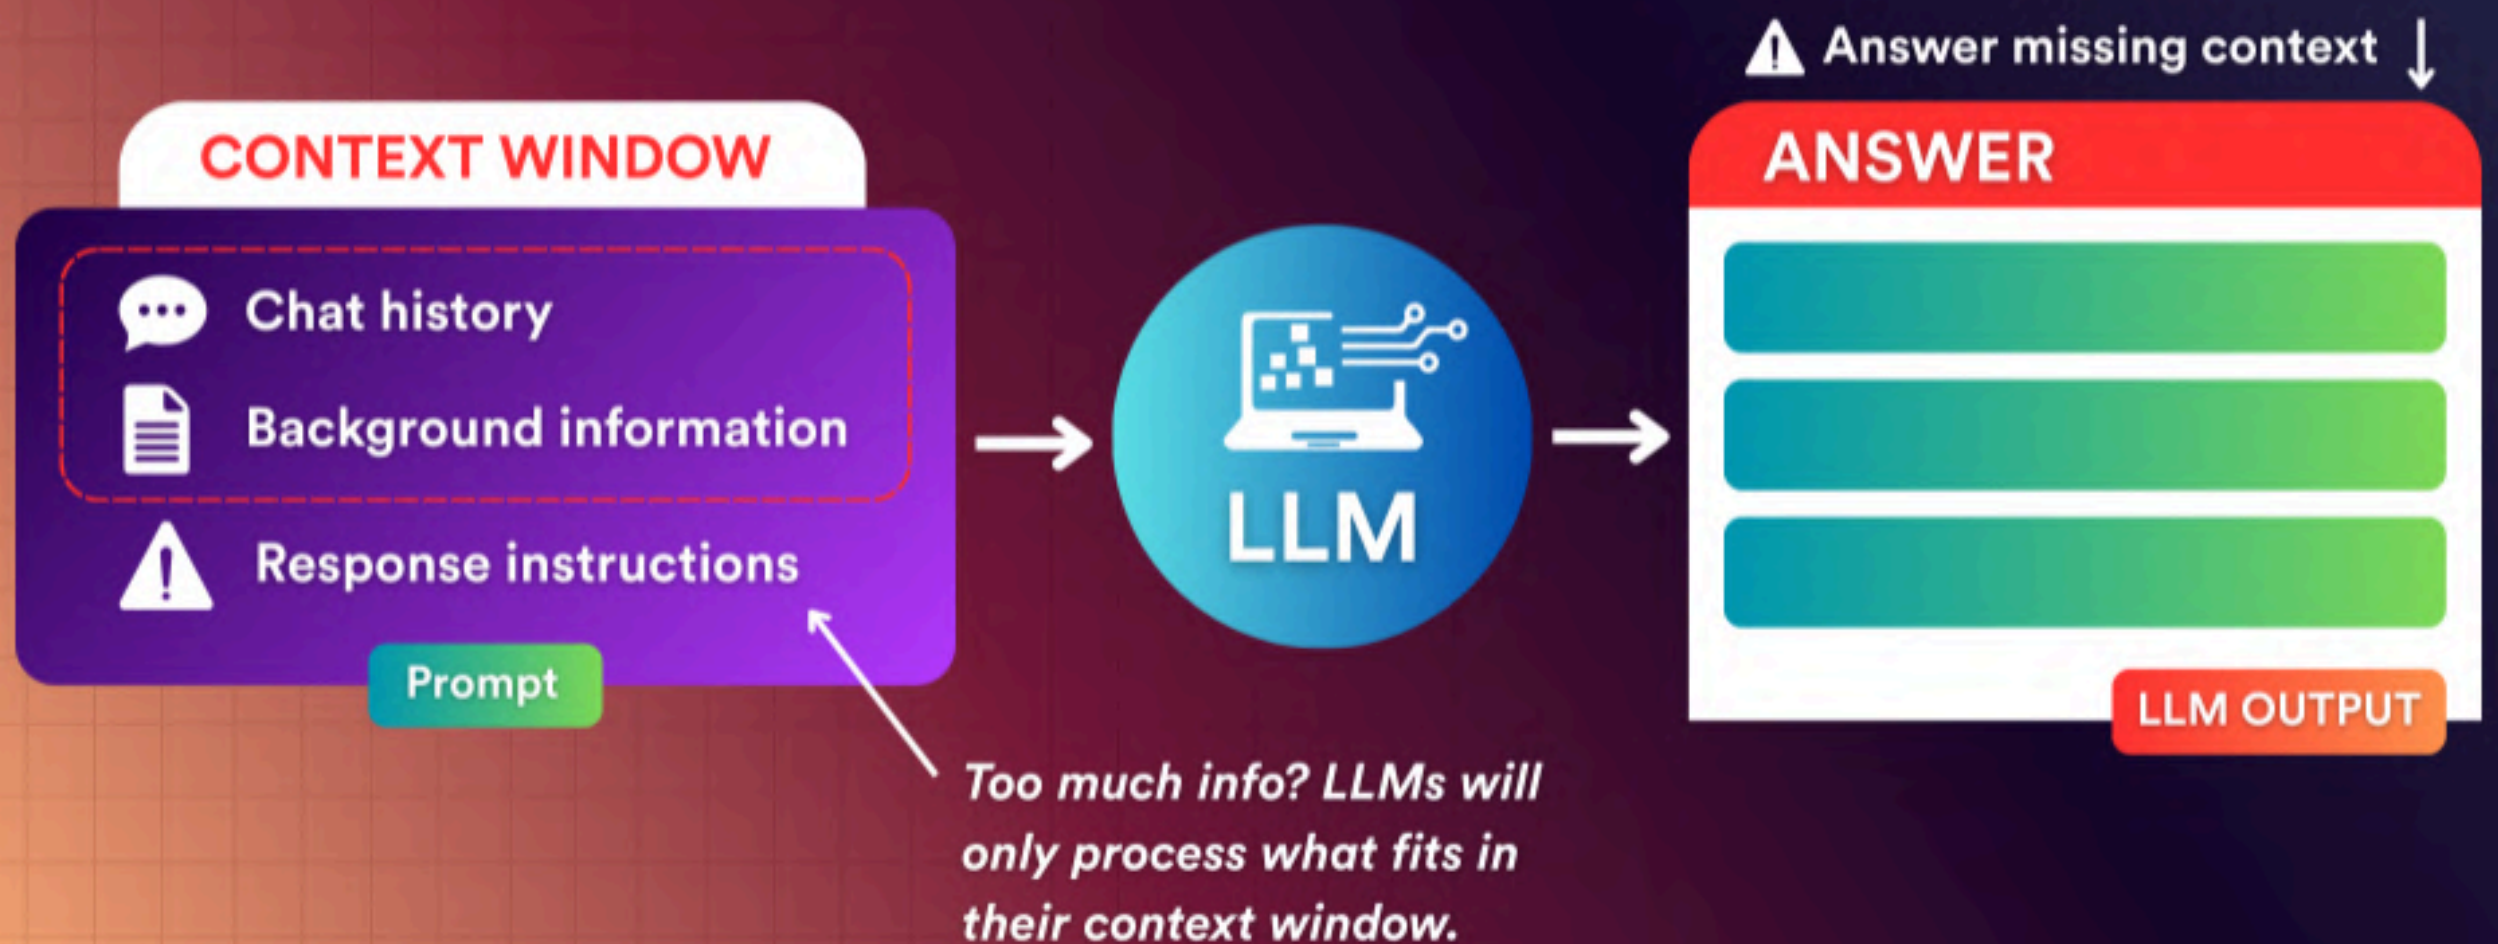 CONTEXT WINDOW
Chat history
Background information
Response instructions
Prompt
LLM
Too much info? LLMs will
only process what fits in
their context window.
Answer missing context
ANSWER
LLM OUTPUT